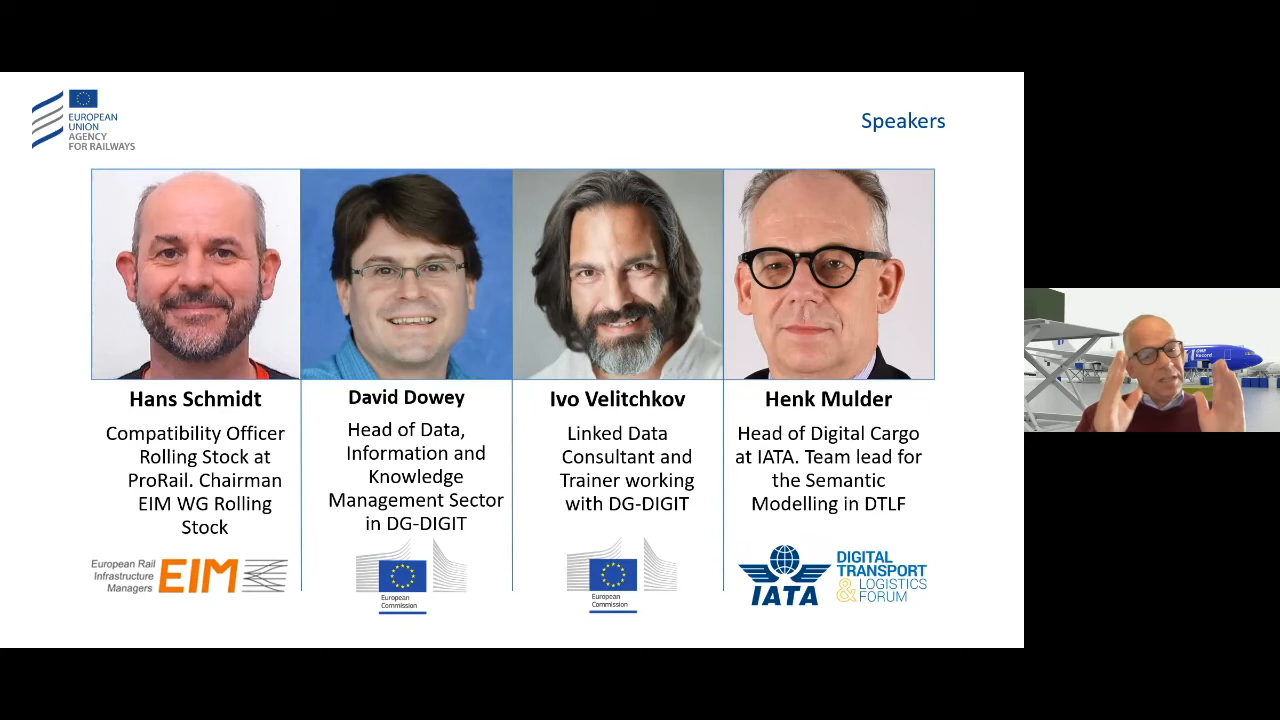 EUROPEAN
UNION
AGENCY
FOR RAILWAYS
Speakers
Hans Schmidt
Compatibility Officer
Rolling Stock at
ProRail. Chairman
EIM WG Rolling
Stock
European Rail
Infrastructure
Managers
EIM
David Dowey
Head of Data,
Information and
Knowledge
Management Sector
in DG-DIGIT
European
Commission
Ivo Velitchkov
Linked Data
Consultant and
Trainer working
with DG-DIGIT
European
Commission
Henk Mulder
Head of Digital Cargo
at IATA. Team lead for
the Semantic
Modelling in DTLF
IATA
DIGITAL
TRANSPORT
& LOGISTICS
FORUM
Record